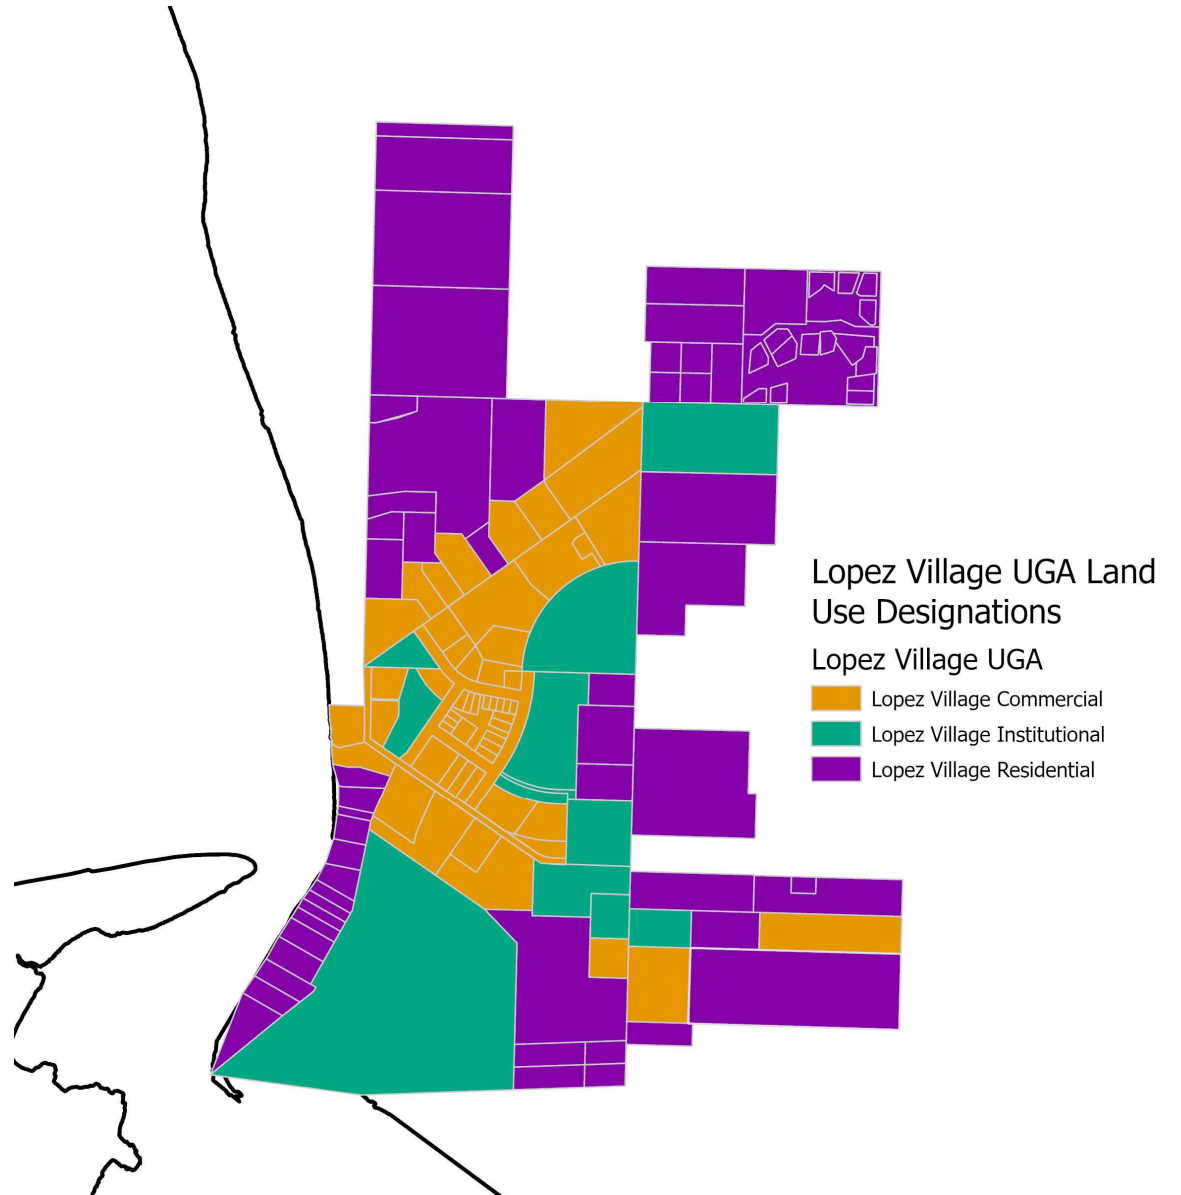 Lopez Village UGA Land
Use Designations
Lopez Village UGA
Lopez Village Commercial
Lopez Village Institutional
Lopez Village Residential